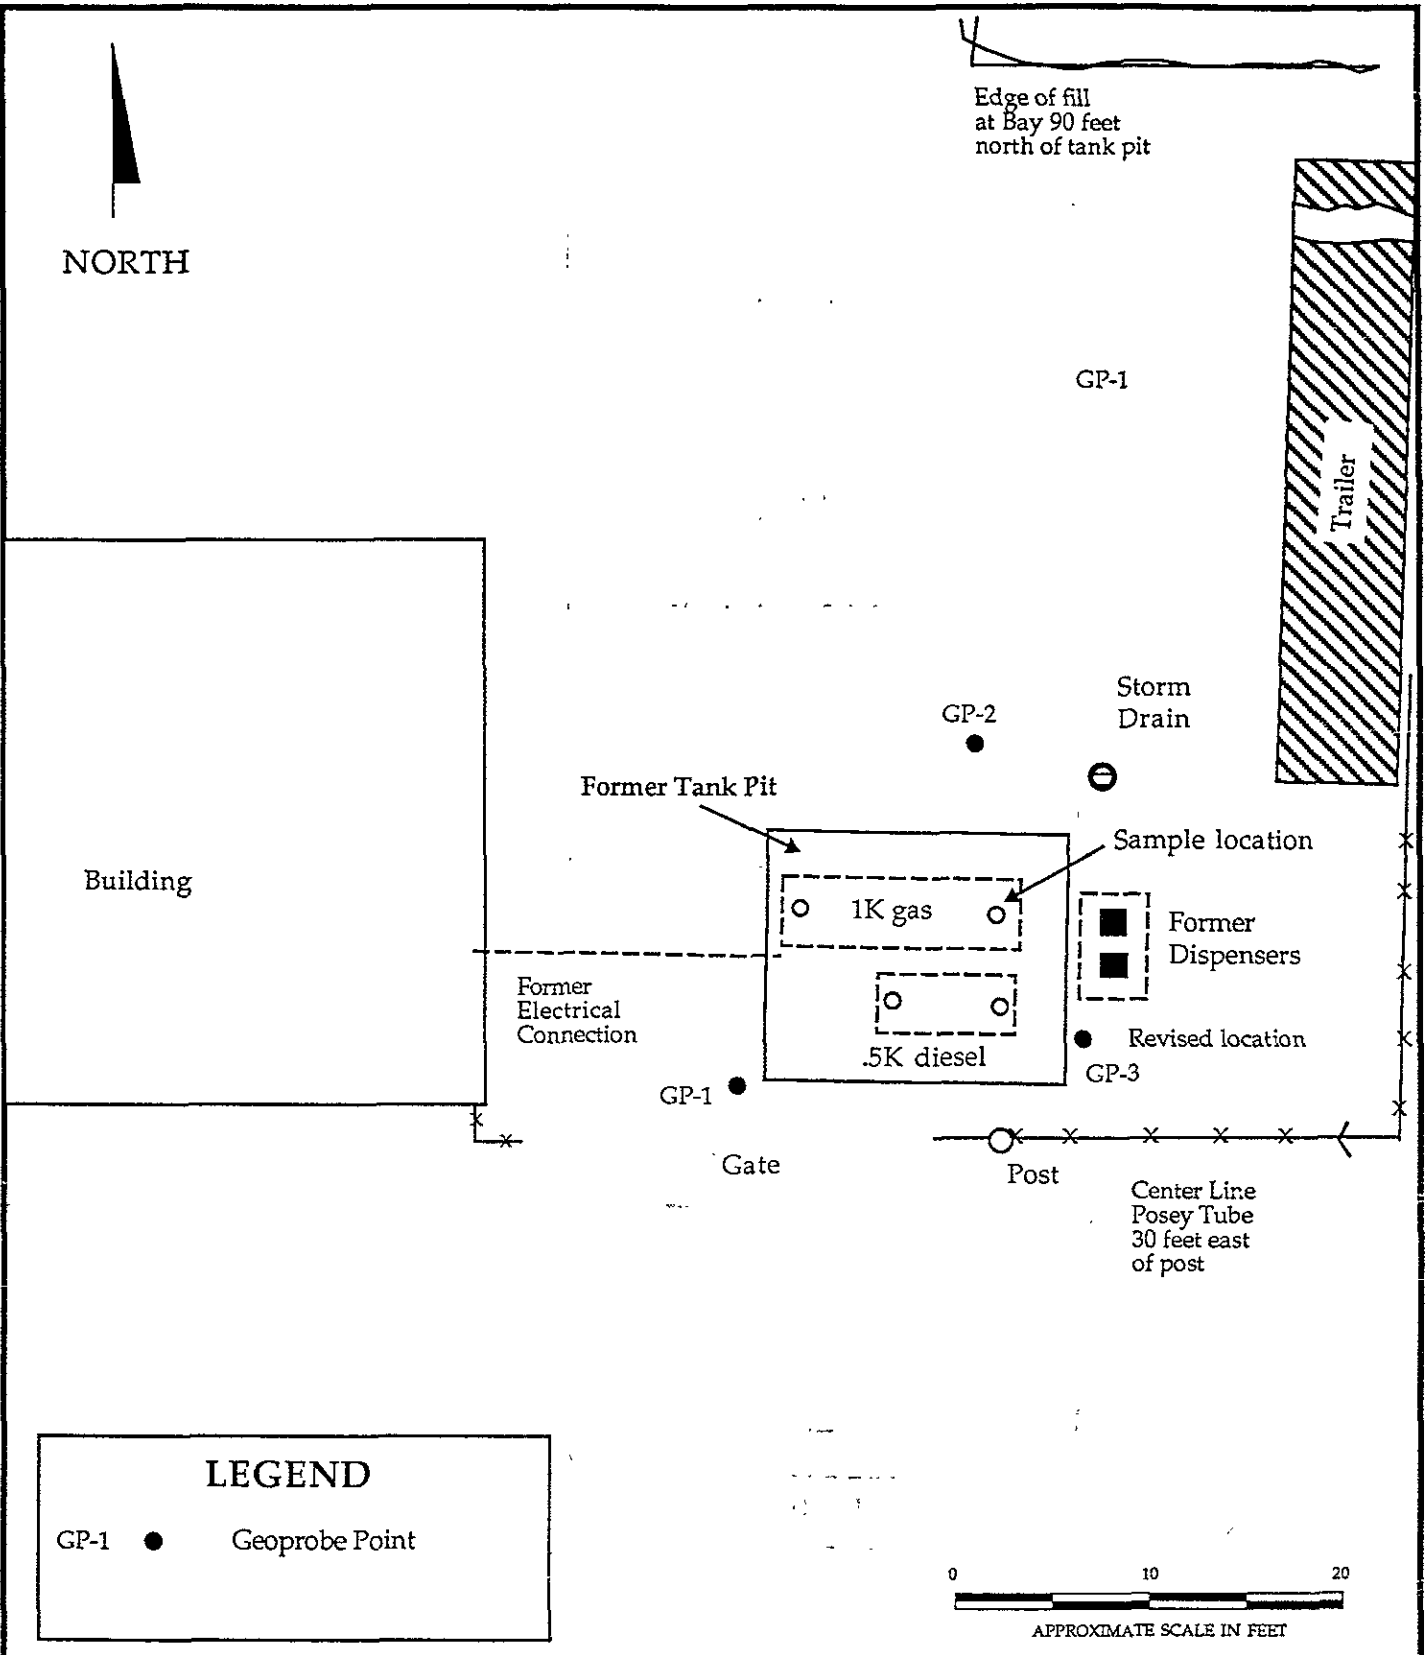 Edge of fill
at Bay 90 feet
north of tank pit
NORTH
GP-1
Trailer
Storm
Drain
GP-2
Former Tank Pit
Sample location
Building
1K gas
Former
Dispensers
Former
Electrical
Connection
.5K diesel
Revised location
GP-3
GP-1
Gate
Post
Center Line
Posey Tube
30 feet east
of post
LEGEND
GP-1 Geoprobe Point
0 10 20
APPROXIMATE SCALE IN FEET